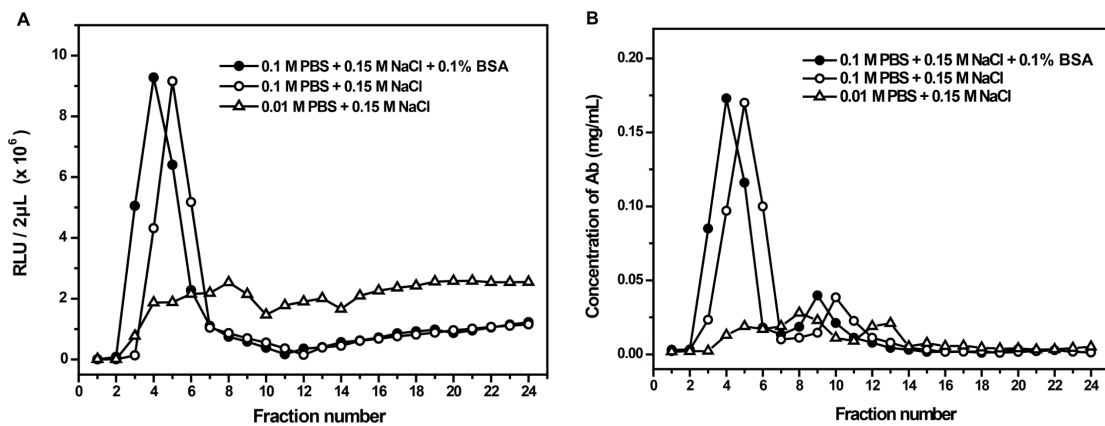 A
10
8
6
4
2
0
RLU / 2µL (x 10⁶)
0.1 M PBS + 0.15 M NaCl + 0.1% BSA
0.1 M PBS + 0.15 M NaCl
0.01 M PBS + 0.15 M NaCl
0 2 4 6 8 10 12 14 16 18 20 22 24
Fraction number
B
0.20
0.15
0.10
0.05
0.00
Concentration of Ab (mg/mL)
0.1 M PBS + 0.15 M NaCl + 0.1% BSA
0.1 M PBS + 0.15 M NaCl
0.01 M PBS + 0.15 M NaCl
0 2 4 6 8 10 12 14 16 18 20 22 24
Fraction number